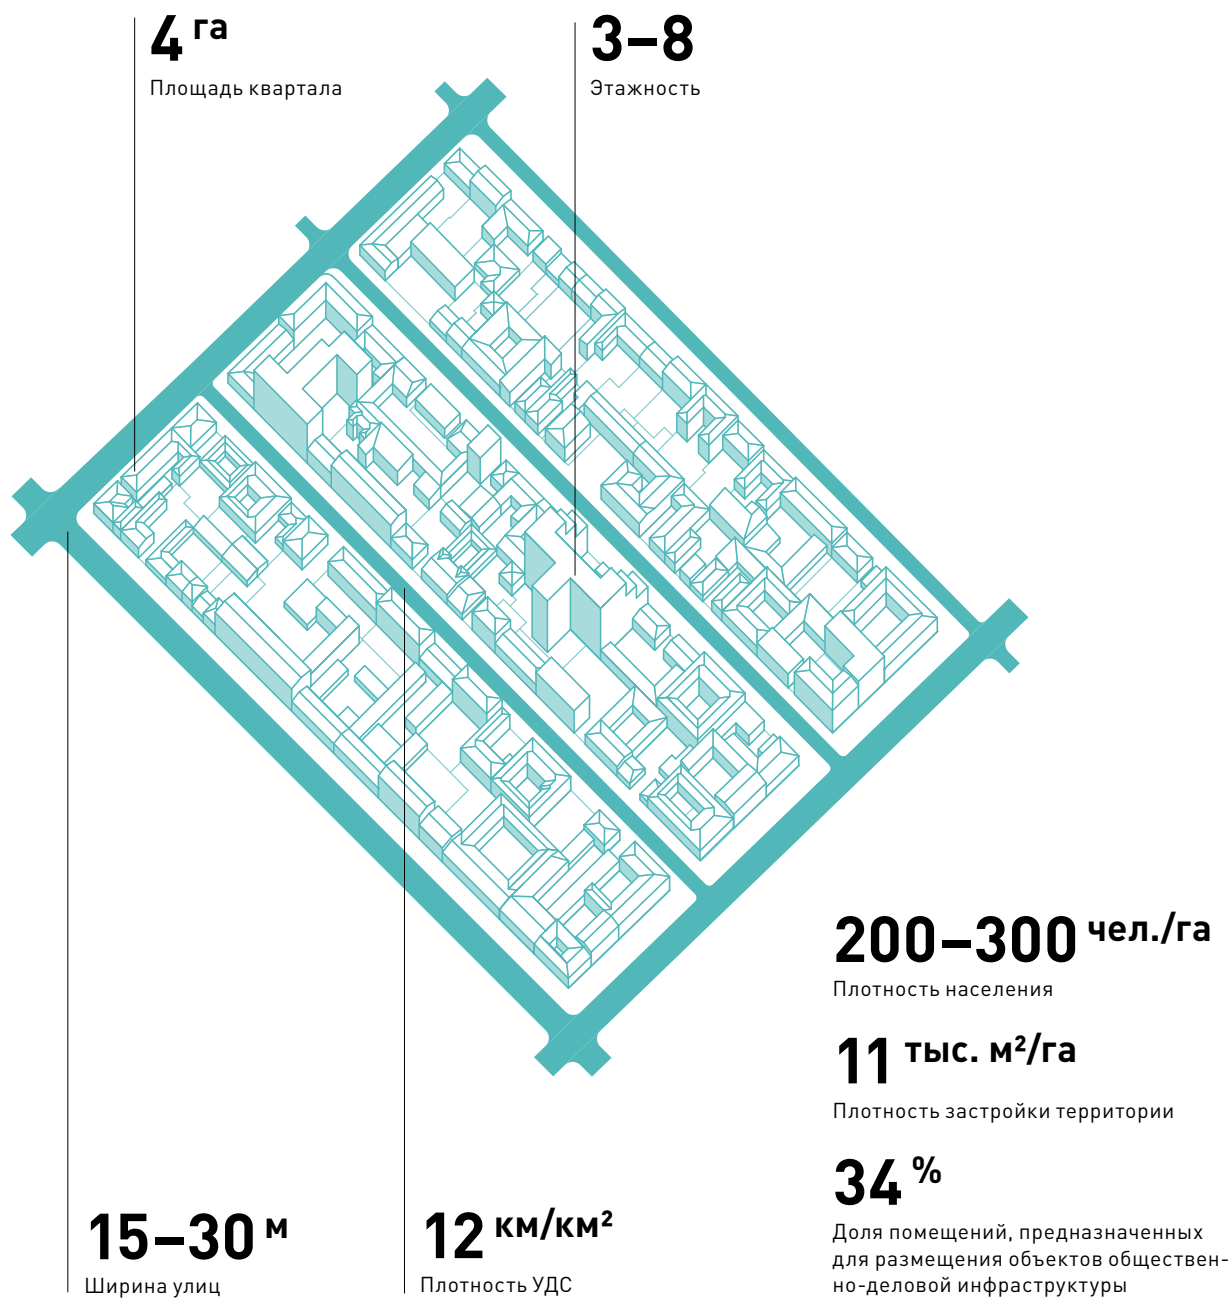 4 га
Площадь квартала
3–8
Этажность
200–300 чел./га
Плотность населения
11 тыс. м²/га
Плотность застройки территории
34 %
Доля помещений, предназначенных
для размещения объектов обществен-
но-деловой инфраструктуры
15–30 м
Ширина улиц
12 км/км²
Плотность УДС